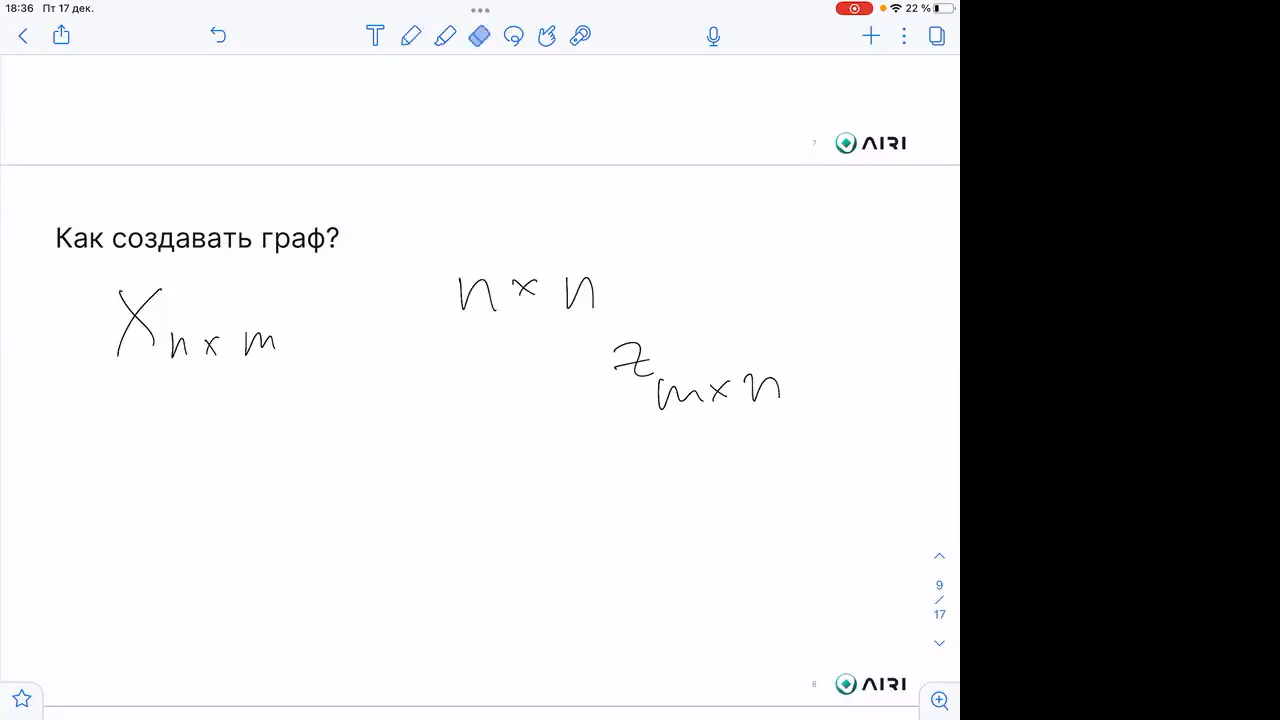 18:36 Пт 17 дек. 22 %
7 AIRI
Как создавать граф?
X n x m
n x n
z m x n
9
/
17
8 AIRI